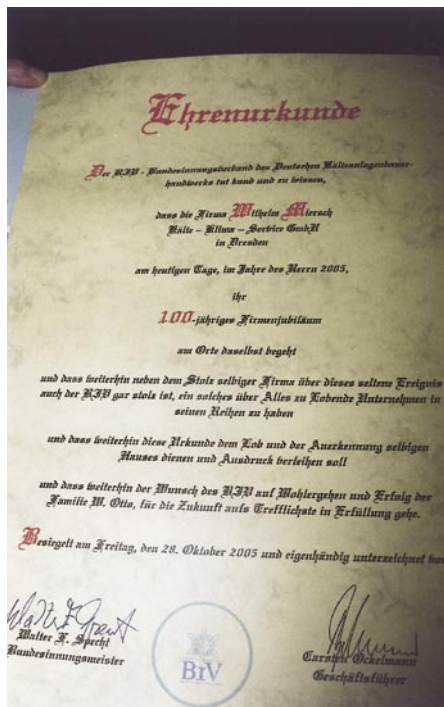 Ehrenurkunde
Der BIV - Bundesinnungsverband des Deutschen Kälteanlagenbauer-
handwerks tut kund und zu wissen,
dass die Firma Wilhelm Miersch
Kälte – Klima – Service GmbH
in Dresden
am heutigen Tage, im Jahre des Herrn 2005,
ihr
100-jähriges Firmenjubiläum
am Orte daselbst begeht
und dass weiterhin neben dem Stolz selbiger Firma über dieses seltene Ereignis
auch der BIV gar stolz ist, ein solches über Alles zu Lobende Unternehmen in
seinen Reihen zu haben
und dass weiterhin diese Urkunde dem Lob und der Anerkennung selbigen
Hauses dienen und Ausdruck verleihen soll
und dass weiterhin der Wunsch des BIV auf Wohlergehen und Erfolg der
Familie W. Otto, für die Zukunft aufs Trefflichste in Erfüllung gehe.
Besiegelt am Freitag, den 28. Oktober 2005 und eigenhändig unterzeichnet von
Walter F. Specht
Bundesinnungsmeister
BIV
Carsten Ockelmann
Geschäftsführer